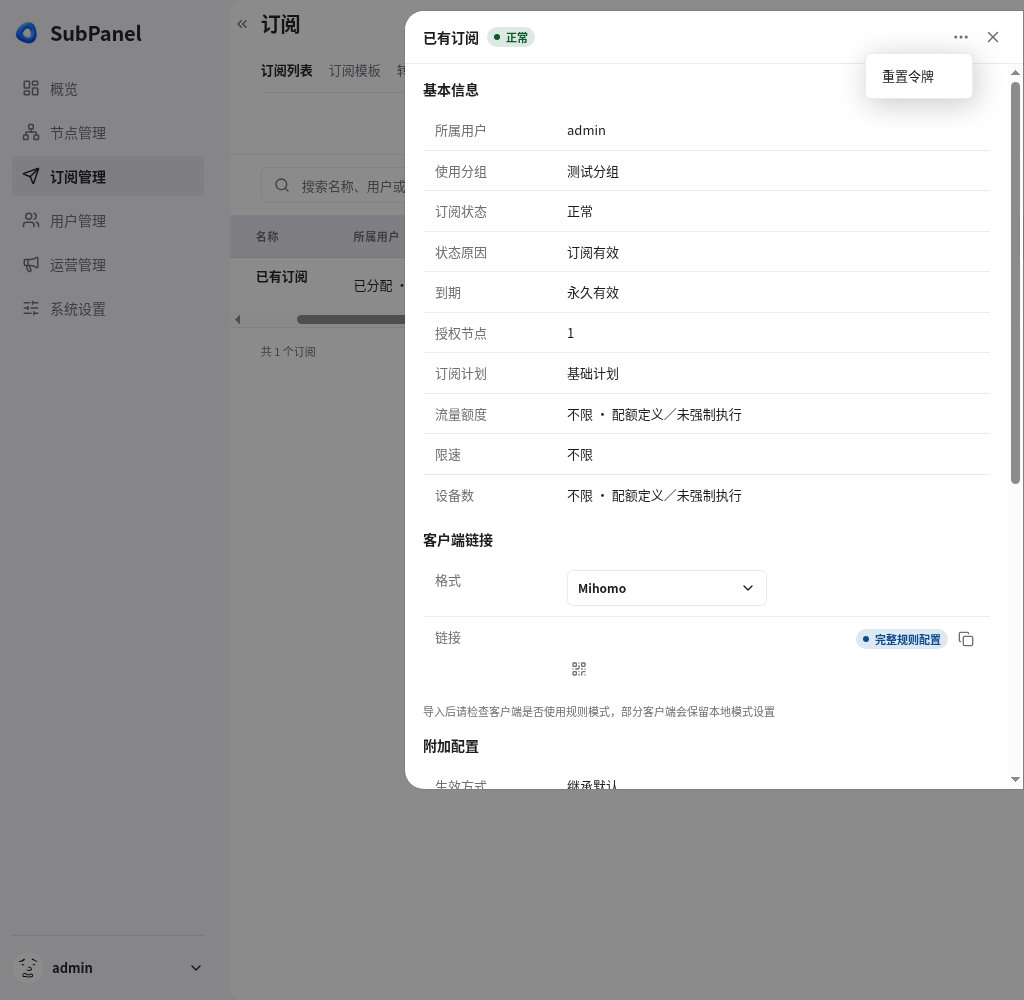 SubPanel
概览
节点管理
订阅管理
用户管理
运营管理
系统设置
admin
订阅
订阅列表
订阅模板
搜索名称、用户或
名称
所属用户
已有订阅
已分配 ·
共 1 个订阅
已有订阅
正常
重置令牌
基本信息
所属用户 admin
使用分组 测试分组
订阅状态 正常
状态原因 订阅有效
到期 永久有效
授权节点 1
订阅计划 基础计划
流量额度 不限 · 配额定义／未强制执行
限速 不限
设备数 不限 · 配额定义／未强制执行
客户端链接
格式 Mihomo
链接 完整规则配置
导入后请检查客户端是否使用规则模式，部分客户端会保留本地模式设置
附加配置
生效方式 继承默认